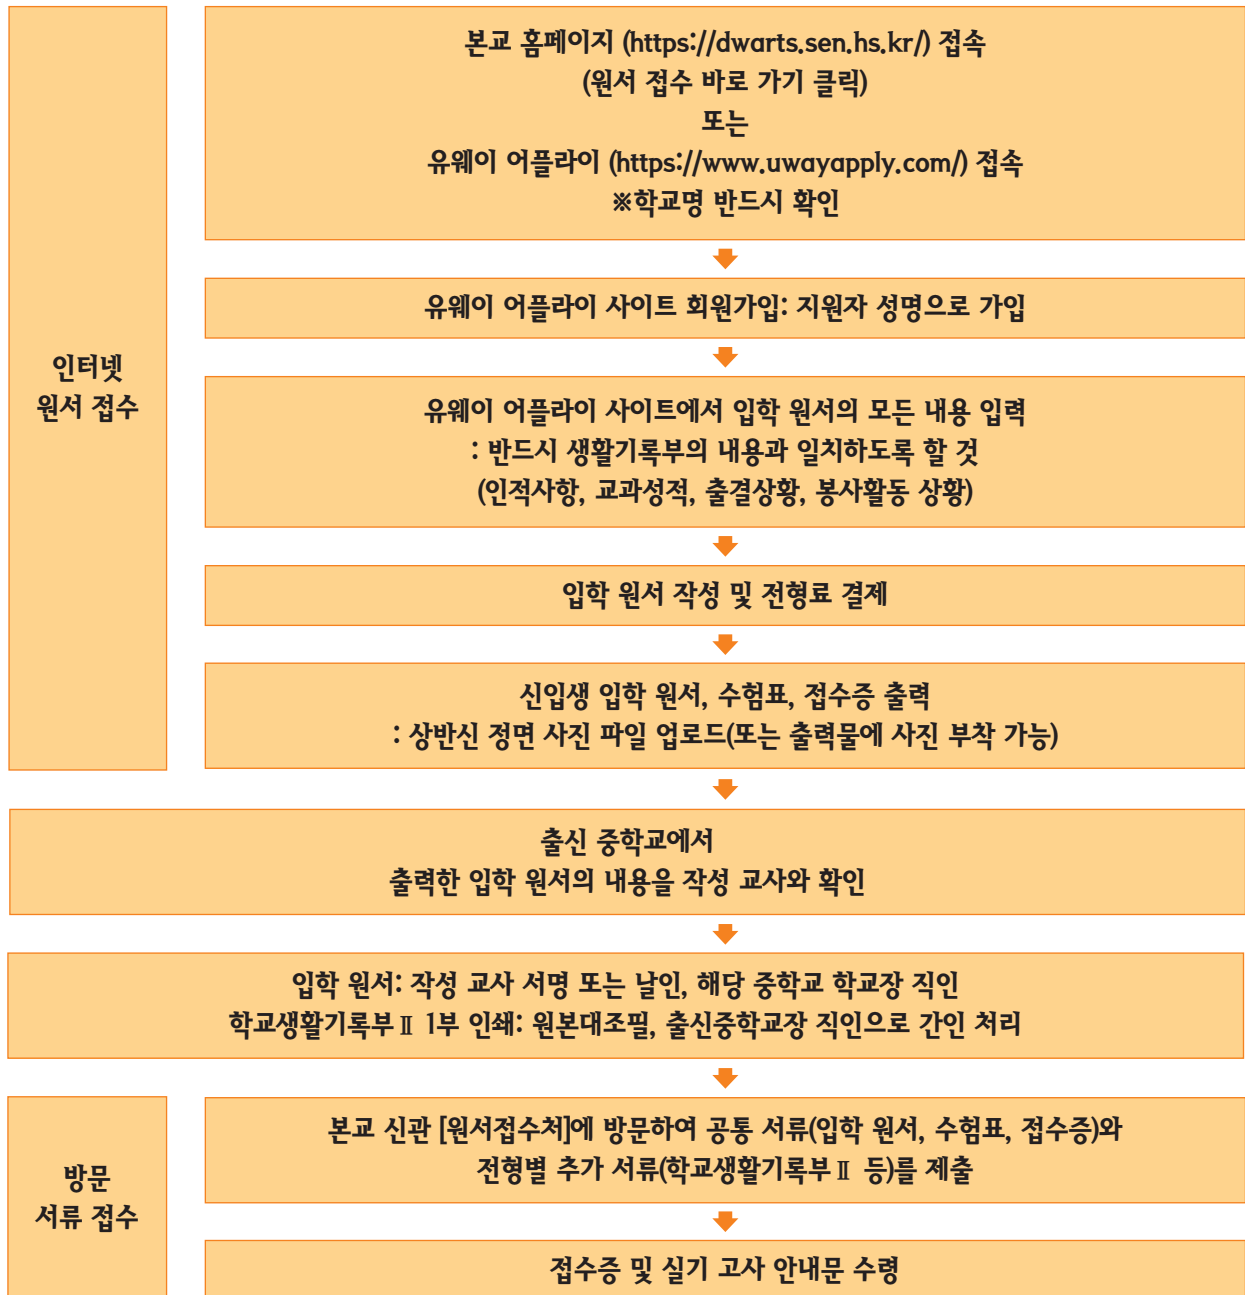 인터넷
원서 접수
본교 홈페이지 (https://dwarts.sen.hs.kr/) 접속
(원서 접수 바로 가기 클릭)
또는
유웨이 어플라이 (https://www.uwayapply.com/) 접속
※학교명 반드시 확인
유웨이 어플라이 사이트 회원가입: 지원자 성명으로 가입
유웨이 어플라이 사이트에서 입학 원서의 모든 내용 입력
: 반드시 생활기록부의 내용과 일치하도록 할 것
(인적사항, 교과성적, 출결상황, 봉사활동 상황)
입학 원서 작성 및 전형료 결제
신입생 입학 원서, 수험표, 접수증 출력
: 상반신 정면 사진 파일 업로드(또는 출력물에 사진 부착 가능)
출신 중학교에서
출력한 입학 원서의 내용을 작성 교사와 확인
입학 원서: 작성 교사 서명 또는 날인, 해당 중학교 학교장 직인
학교생활기록부Ⅱ 1부 인쇄: 원본대조필, 출신중학교장 직인으로 간인 처리
방문
서류 접수
본교 신관 [원서접수처]에 방문하여 공통 서류(입학 원서, 수험표, 접수증)와
전형별 추가 서류(학교생활기록부Ⅱ 등)를 제출
접수증 및 실기 고사 안내문 수령